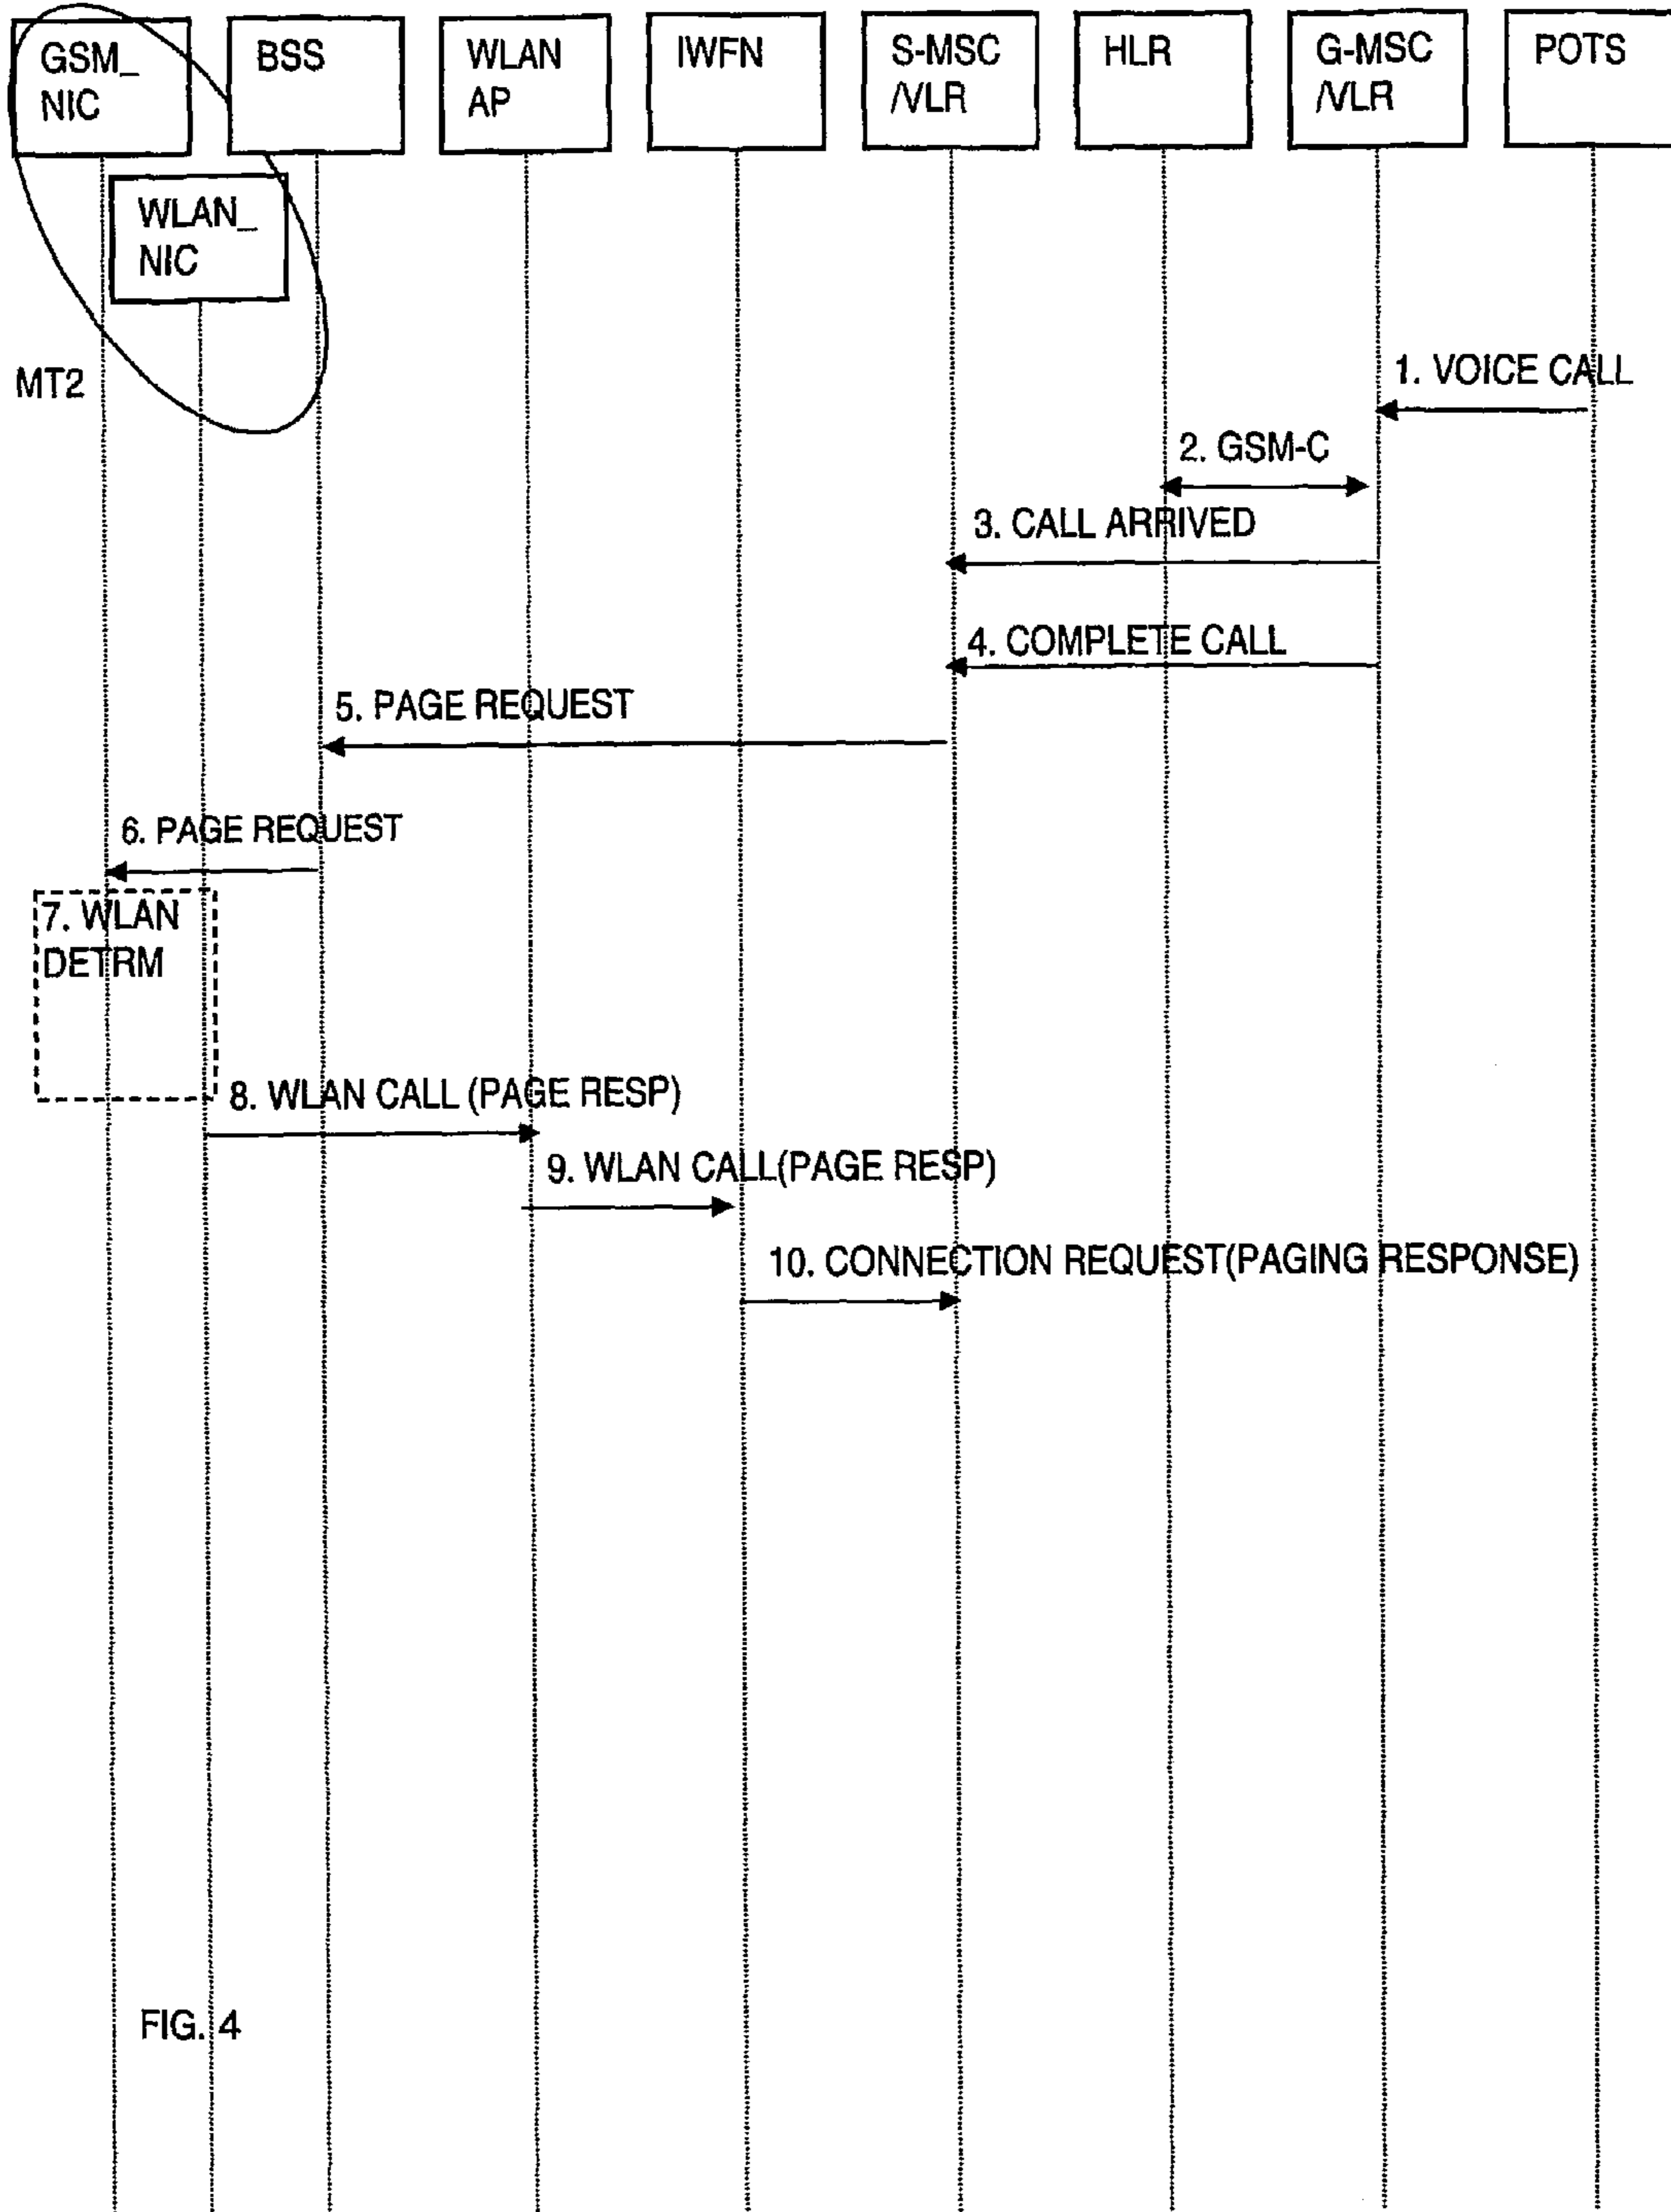 GSM_
NIC
BSS
WLAN
AP
IWFN
S-MSC
/VLR
HLR
G-MSC
/VLR
POTS
WLAN_
NIC
MT2
1. VOICE CALL
2. GSM-C
3. CALL ARRIVED
4. COMPLETE CALL
5. PAGE REQUEST
6. PAGE REQUEST
7. WLAN
DETRM
8. WLAN CALL (PAGE RESP)
9. WLAN CALL(PAGE RESP)
10. CONNECTION REQUEST(PAGING RESPONSE)
FIG. 4